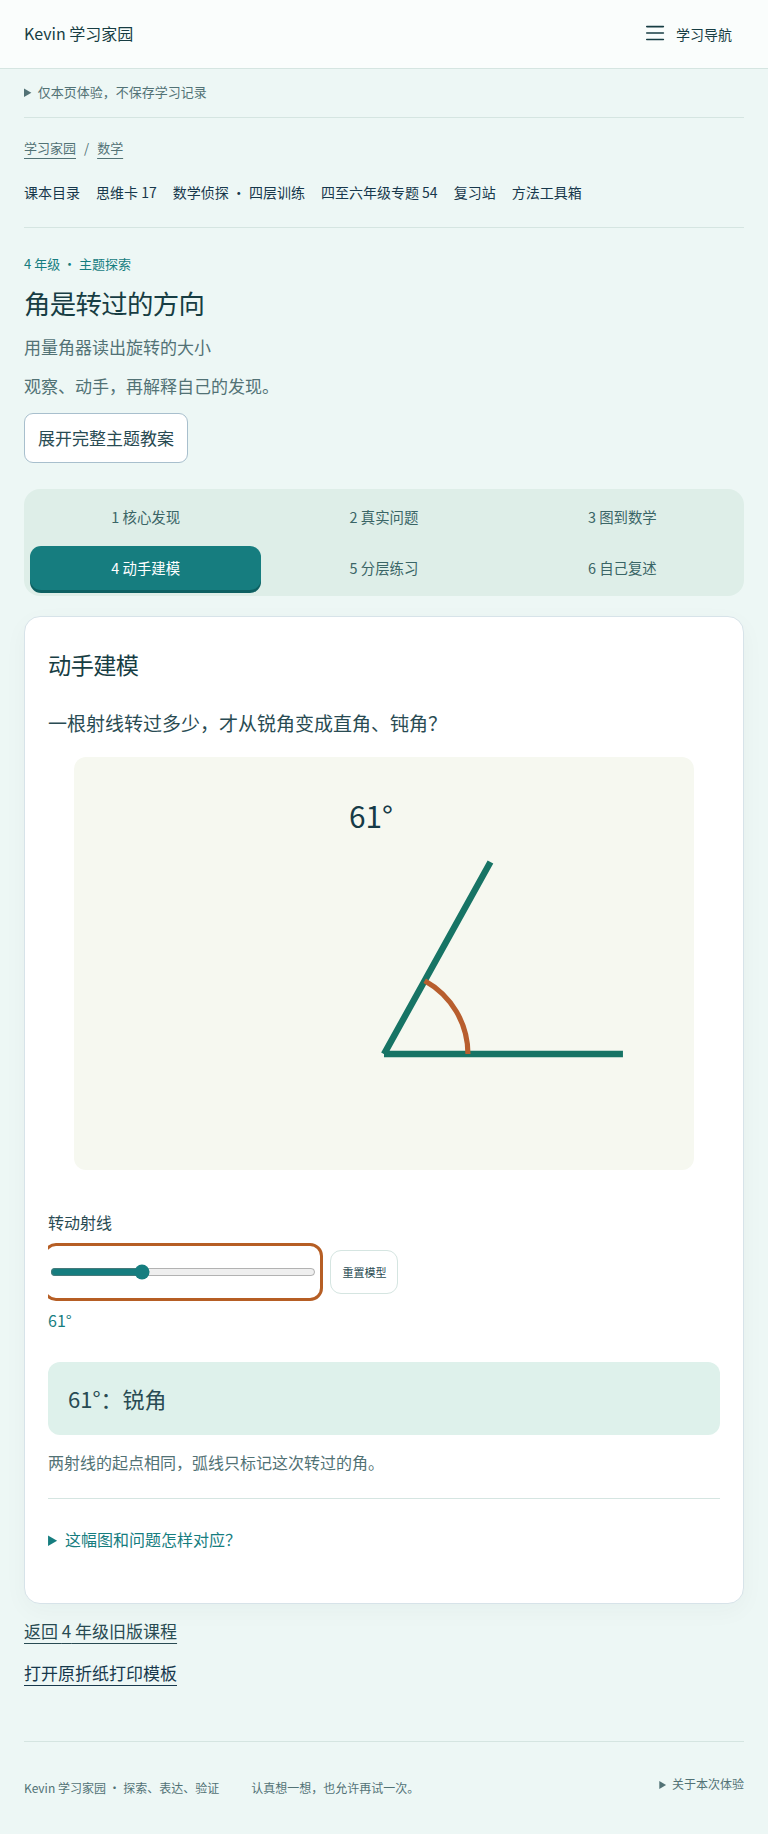 Kevin 学习家园
学习导航
仅本页体验，不保存学习记录
学习家园 / 数学
课本目录 思维卡 17 数学侦探 · 四层训练 四至六年级专题 54 复习站 方法工具箱
4 年级 · 主题探索
角是转过的方向
用量角器读出旋转的大小
观察、动手，再解释自己的发现。
展开完整主题教案
1 核心发现 2 真实问题 3 图到数学
4 动手建模 5 分层练习 6 自己复述
动手建模
一根射线转过多少，才从锐角变成直角、钝角？
61°
转动射线
重置模型
61°
61°：锐角
两射线的起点相同，弧线只标记这次转过的角。
这幅图和问题怎样对应？
返回 4 年级旧版课程
打开原折纸打印模板
Kevin 学习家园 · 探索、表达、验证 认真想一想，也允许再试一次。 关于本次体验